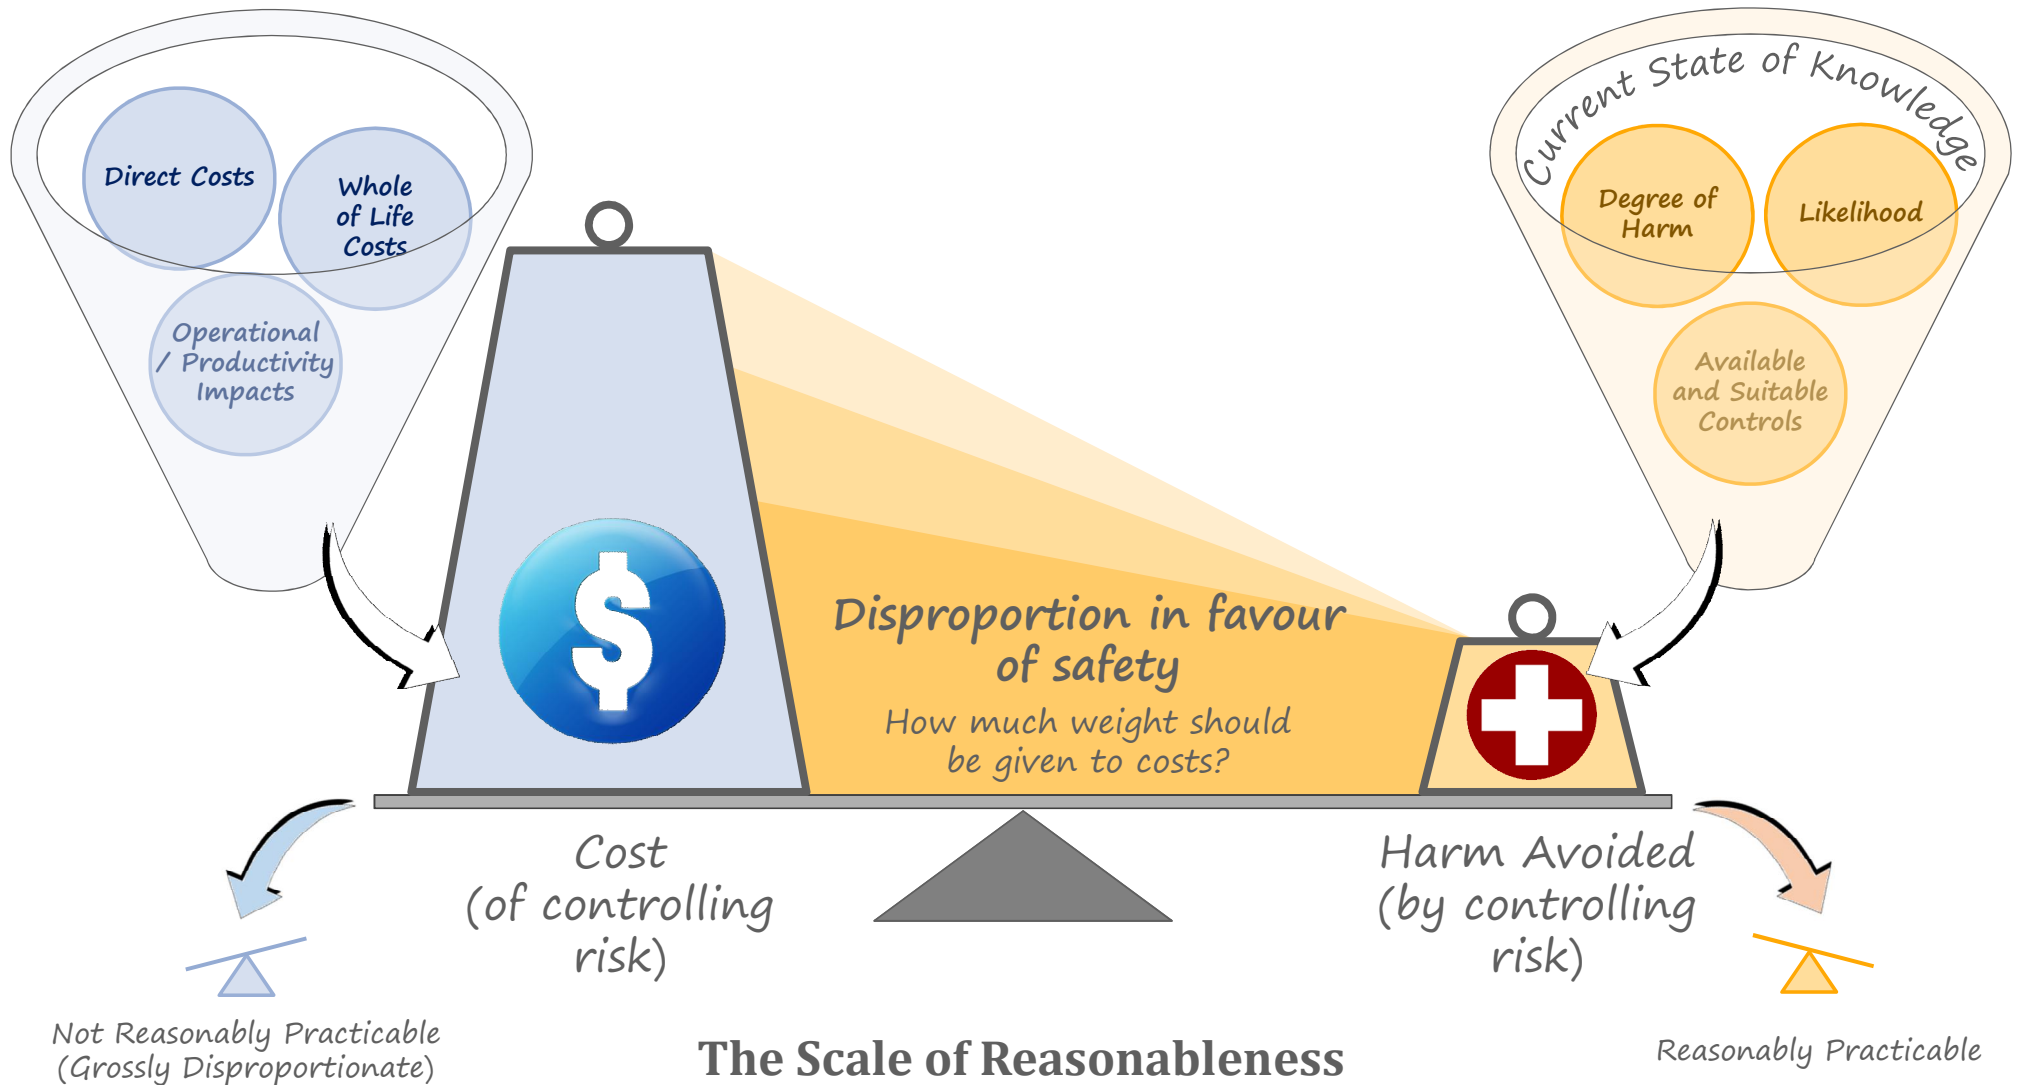 Direct Costs
Whole
of Life
Costs
Operational
/ Productivity
Impacts
Current State of Knowledge
Degree of
Harm
Likelihood
Available
and Suitable
Controls
$
Disproportion in favour
of safety
How much weight should
be given to costs?
Cost
(of controlling
risk)
Harm Avoided
(by controlling
risk)
Not Reasonably Practicable
(Grossly Disproportionate)
The Scale of Reasonableness
Reasonably Practicable